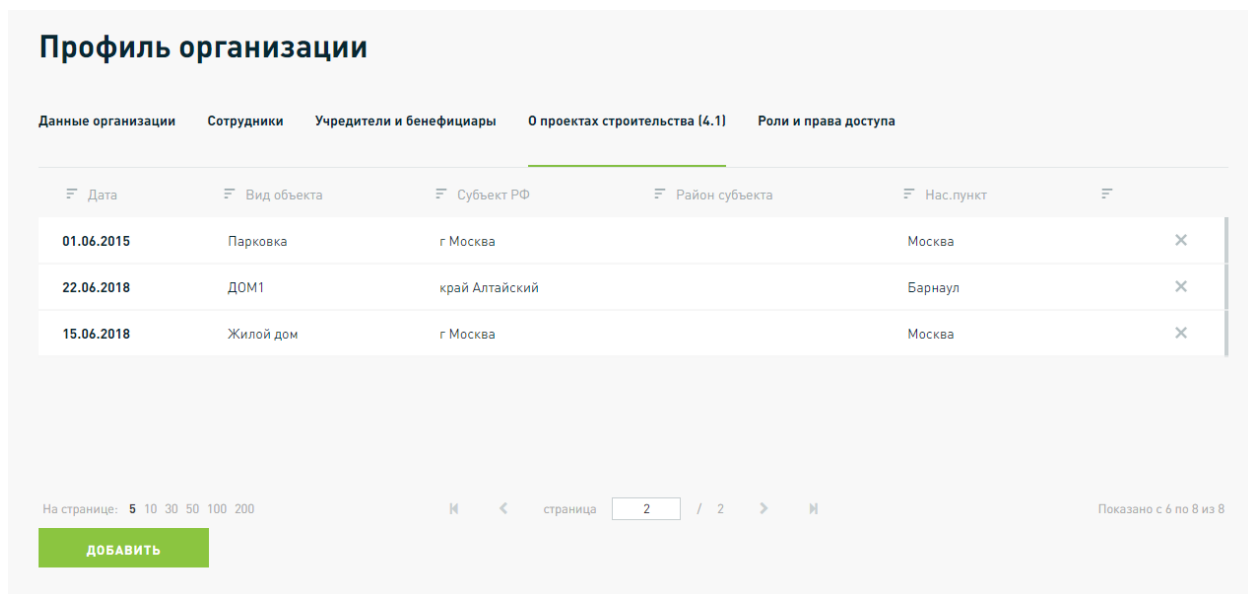 Профиль организации
Данные организации Сотрудники Учредители и бенефициары О проектах строительства (4.1) Роли и права доступа
Дата Вид объекта Субъект РФ Район субъекта Нас.пункт
01.06.2015 Парковка г Москва Москва
22.06.2018 ДОМ1 край Алтайский Барнаул
15.06.2018 Жилой дом г Москва Москва
На странице: 5 10 30 50 100 200 страница 2 / 2 Показано с 6 по 8 из 8
ДОБАВИТЬ